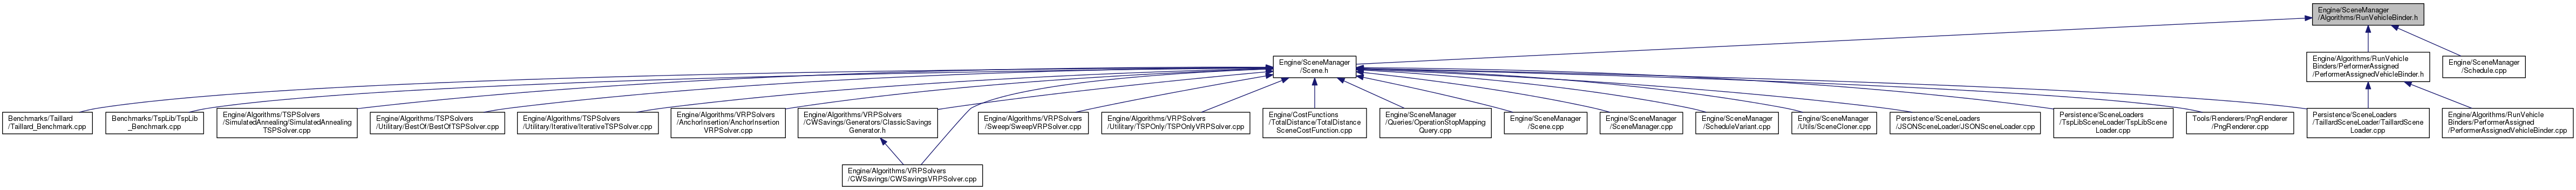 Engine/SceneManager
/Algorithms/RunVehicleBinder.h
Engine/SceneManager
/Scene.h
Engine/Algorithms/RunVehicle
Binders/PerformerAssigned
/PerformerAssignedVehicleBinder.h
Engine/SceneManager
/Schedule.cpp
Benchmarks/Taillard
/Taillard_Benchmark.cpp
Benchmarks/TspLib/TspLib
_Benchmark.cpp
Engine/Algorithms/TSPSolvers
/SimulatedAnnealing/SimulatedAnnealing
TSPSolver.cpp
Engine/Algorithms/TSPSolvers
/Utilitary/BestOf/BestOfTSPSolver.cpp
Engine/Algorithms/TSPSolvers
/Utilitary/Iterative/IterativeTSPSolver.cpp
Engine/Algorithms/VRPSolvers
/AnchorInsertion/AnchorInsertion
VRPSolver.cpp
Engine/Algorithms/VRPSolvers
/CWSavings/Generators/ClassicSavings
Generator.h
Engine/Algorithms/VRPSolvers
/Sweep/SweepVRPSolver.cpp
Engine/Algorithms/VRPSolvers
/Utilitary/TSPOnly/TSPOnlyVRPSolver.cpp
Engine/CostFunctions
/TotalDistance/TotalDistance
SceneCostFunction.cpp
Engine/SceneManager
/Queries/OperationStopMapping
Query.cpp
Engine/SceneManager
/Scene.cpp
Engine/SceneManager
/SceneManager.cpp
Engine/SceneManager
/ScheduleVariant.cpp
Engine/SceneManager
/Utils/SceneCloner.cpp
Persistence/SceneLoaders
/JSONSceneLoader/JSONSceneLoader.cpp
Persistence/SceneLoaders
/TspLibSceneLoader/TspLibScene
Loader.cpp
Tools/Renderers/PngRenderer
/PngRenderer.cpp
Persistence/SceneLoaders
/TaillardSceneLoader/TaillardScene
Loader.cpp
Engine/Algorithms/RunVehicle
Binders/PerformerAssigned
/PerformerAssignedVehicleBinder.cpp
Engine/Algorithms/VRPSolvers
/CWSavings/CWSavingsVRPSolver.cpp